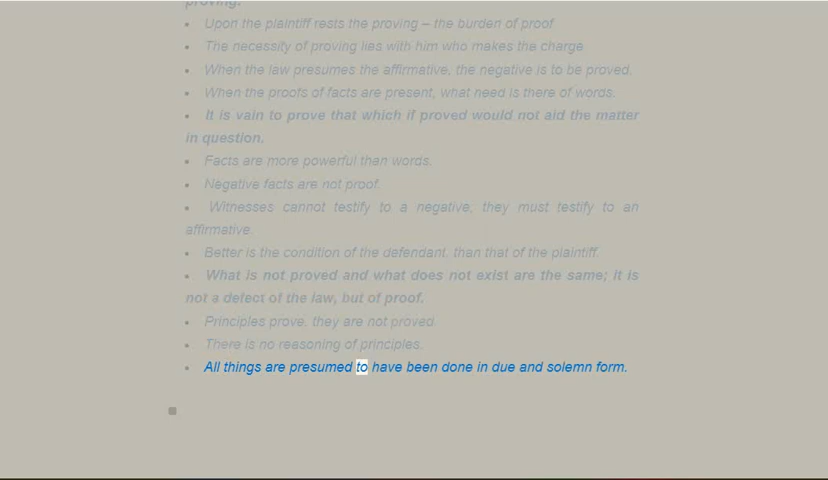 proving.
• Upon the plaintiff rests the proving – the burden of proof
• The necessity of proving lies with him who makes the charge.
• When the law presumes the affirmative, the negative is to be proved.
• When the proofs of facts are present, what need is there of words.
• It is vain to prove that which if proved would not aid the matter
in question.
• Facts are more powerful than words.
• Negative facts are not proof.
• Witnesses cannot testify to a negative; they must testify to an
affirmative.
• Better is the condition of the defendant, than that of the plaintiff.
• What is not proved and what does not exist are the same; it is
not a defect of the law, but of proof.
• Principles prove, they are not proved.
• There is no reasoning of principles.
• All things are presumed to have been done in due and solemn form.